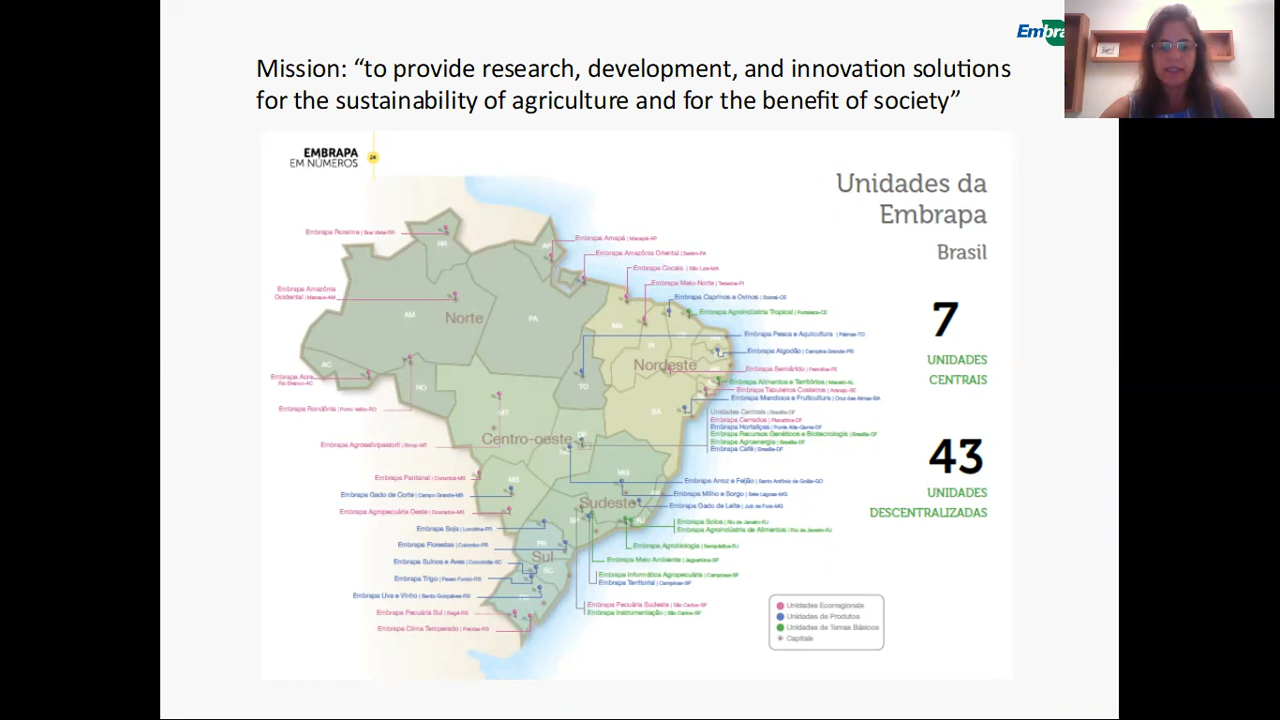 Embra
Mission: “to provide research, development, and innovation solutions
for the sustainability of agriculture and for the benefit of society”
EMBRAPA
EM NÚMEROS
24
Unidades da
Embrapa
Brasil
7
UNIDADES
CENTRAIS
43
UNIDADES
DESCENTRALIZADAS
Embrapa Roraima | Boa Vista-RR
Embrapa Amapá | Macapá-AP
Embrapa Amazônia Oriental | Belém-PA
Embrapa Cocais | São Luís-MA
Embrapa Meio-Norte | Teresina-PI
Embrapa Amazônia
Ocidental | Manaus-AM
Embrapa Caprinos e Ovinos | Sobral-CE
Embrapa Agroindústria Tropical | Fortaleza-CE
Embrapa Pesca e Aquicultura | Palmas-TO
Embrapa Algodão | Campina Grande-PB
Embrapa Semiárido | Petrolina-PE
Embrapa Acre
Rio Branco-AC
Embrapa Alimentos e Territórios | Maceió-AL
Embrapa Tabuleiros Costeiros | Aracaju-SE
Embrapa Mandioca e Fruticultura | Cruz das Almas-BA
Embrapa Rondônia | Porto Velho-RO
Unidades Centrais | Brasília-DF
Embrapa Cerrados | Planaltina-DF
Embrapa Hortaliças | Ponte Alta-Gama-DF
Embrapa Recursos Genéticos e Biotecnologia | Brasília-DF
Embrapa Agroenergia | Brasília-DF
Embrapa Café | Brasília-DF
Embrapa Agrossilvipastoril | Sinop-MT
Embrapa Pantanal | Corumbá-MS
Embrapa Arroz e Feijão | Santo Antônio de Goiás-GO
Embrapa Gado de Corte | Campo Grande-MS
Embrapa Milho e Sorgo | Sete Lagoas-MG
Embrapa Gado de Leite | Juiz de Fora-MG
Embrapa Agropecuária Oeste | Dourados-MS
Embrapa Solos | Rio de Janeiro-RJ
Embrapa Agroindústria de Alimentos | Rio de Janeiro-RJ
Embrapa Soja | Londrina-PR
Embrapa Florestas | Colombo-PR
Embrapa Agrobiologia | Seropédica-RJ
Embrapa Meio Ambiente | Jaguariúna-SP
Embrapa Suínos e Aves | Concórdia-SC
Embrapa Informática Agropecuária | Campinas-SP
Embrapa Territorial | Campinas-SP
Embrapa Trigo | Passo Fundo-RS
Embrapa Uva e Vinho | Bento Gonçalves-RS
Embrapa Pecuária Sudeste | São Carlos-SP
Embrapa Instrumentação | São Carlos-SP
Embrapa Pecuária Sul | Bagé-RS
Embrapa Clima Temperado | Pelotas-RS
RR
AM
Norte
PA
MA
PI
AC
RO
TO
Nordeste
BA
MT
Centro-oeste
DF
MG
MS
Sudeste
PR
Sul
SC
Unidades Ecorregionais
Unidades de Produtos
Unidades de Temas Básicos
Capitais